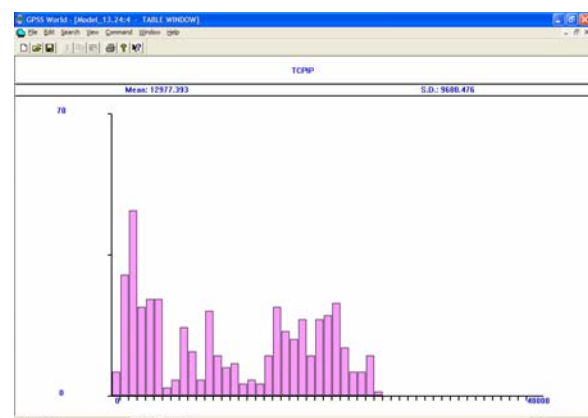 GPSS World - [Model_13.24:4 - TABLE WINDOW]
File Edit Search View Command Window Help
TCPIP
Mean: 12977.393 S.D.: 9680.476
70
0
0 40000